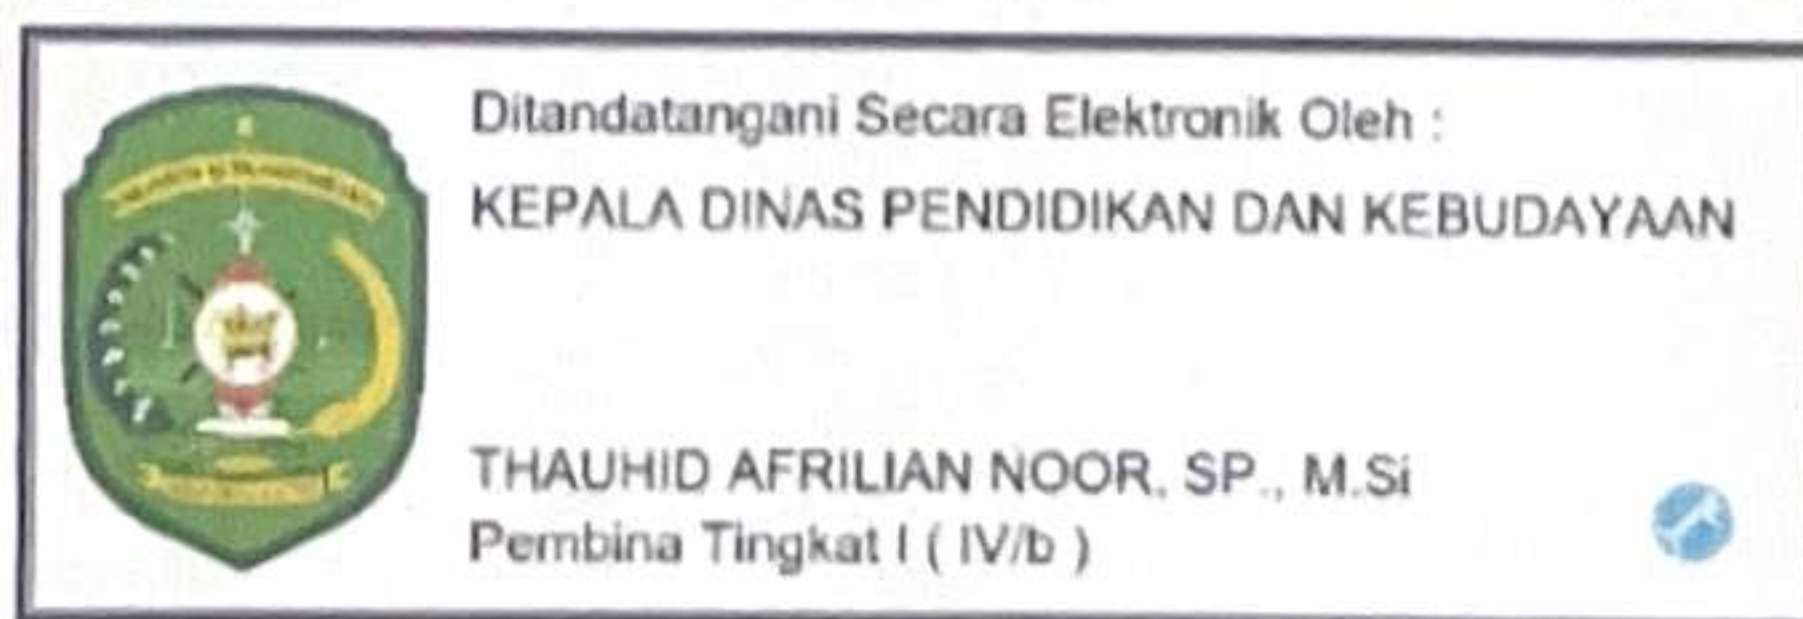 Ditandatangani Secara Elektronik Oleh :
KEPALA DINAS PENDIDIKAN DAN KEBUDAYAAN
THAUHID AFRILIAN NOOR, SP., M.Si
Pembina Tingkat I ( IV/b )